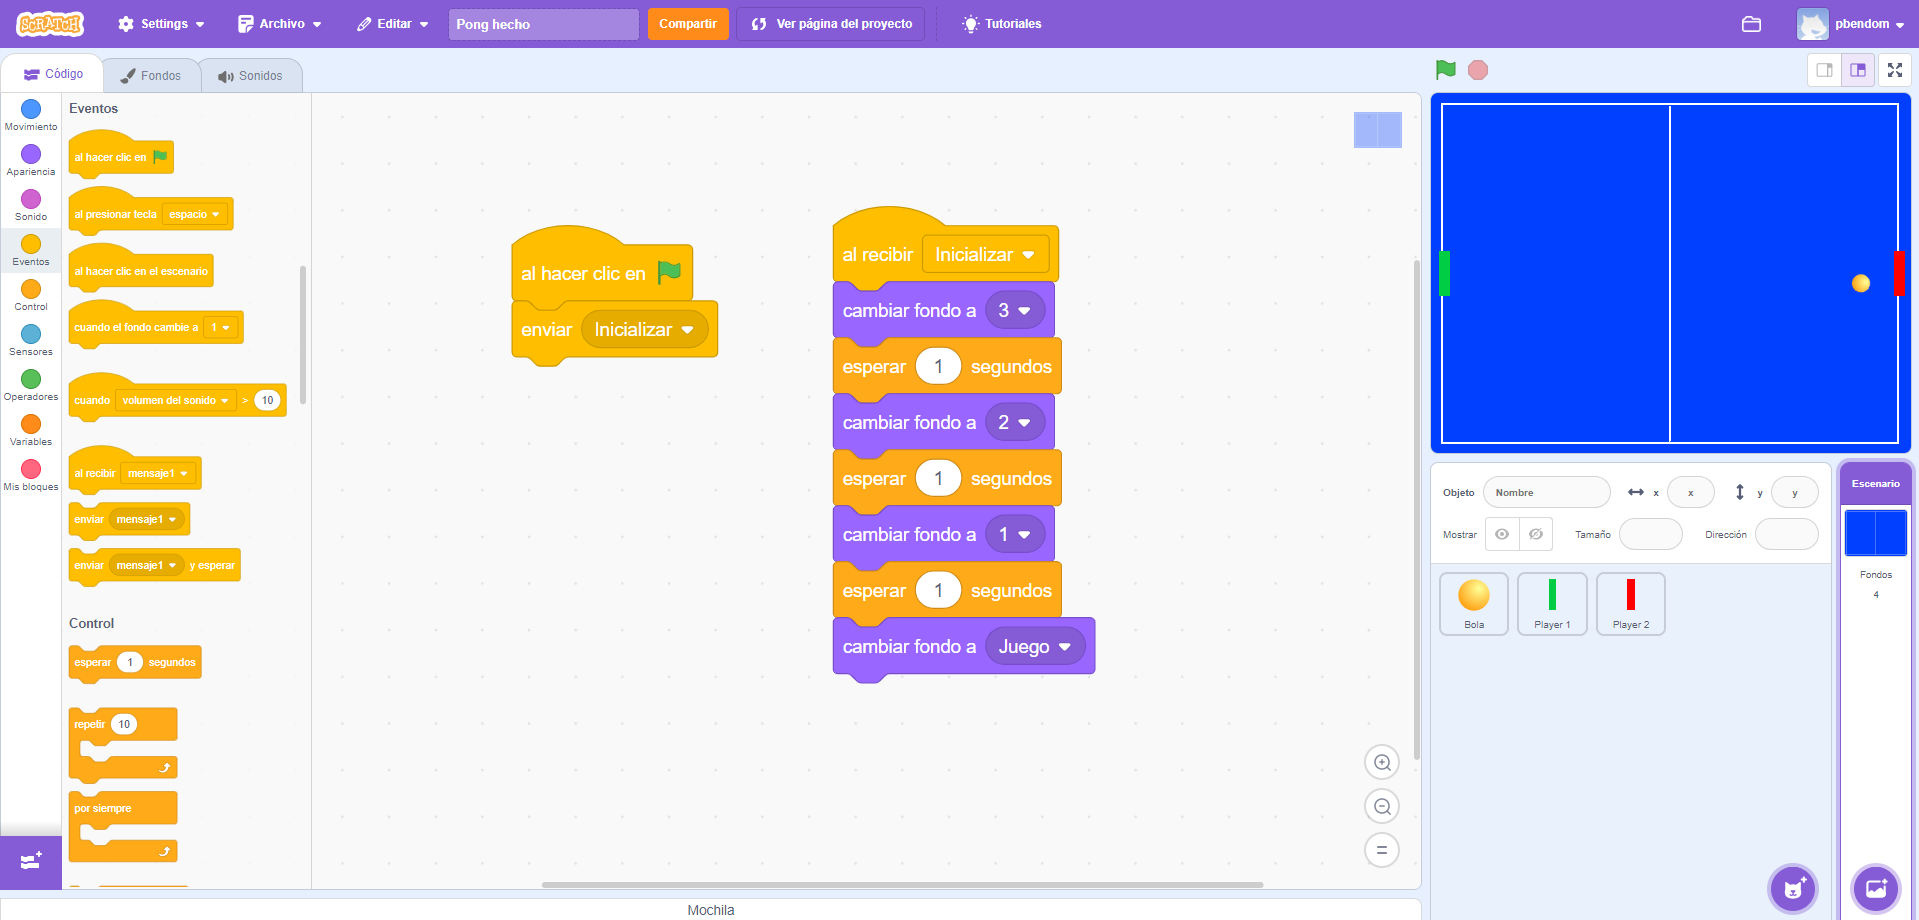 SCRATCH
Settings
Archivo
Editar
Pong hecho
Compartir
Ver página del proyecto
Tutoriales
pbendom
Código
Fondos
Sonidos
Movimiento
Apariencia
Sonido
Eventos
Control
Sensores
Operadores
Variables
Mis bloques
Eventos
al hacer clic en
al presionar tecla espacio
al hacer clic en el escenario
cuando el fondo cambie a 1
cuando volumen del sonido > 10
al recibir mensaje1
enviar mensaje1
enviar mensaje1 y esperar
Control
esperar 1 segundos
repetir 10
por siempre
al hacer clic en
enviar Inicializar
al recibir Inicializar
cambiar fondo a 3
esperar 1 segundos
cambiar fondo a 2
esperar 1 segundos
cambiar fondo a 1
esperar 1 segundos
cambiar fondo a Juego
Mochila
Objeto Nombre x x y y
Mostrar Tamaño Dirección
Bola
Player 1
Player 2
Escenario
Fondos
4